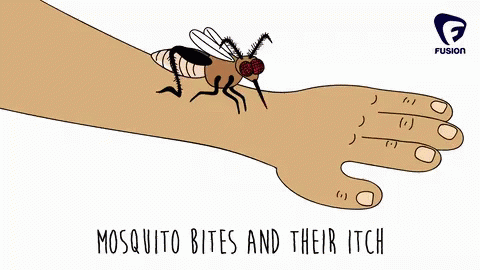 FUSION
MOSQUITO BITES AND THEIR ITCH